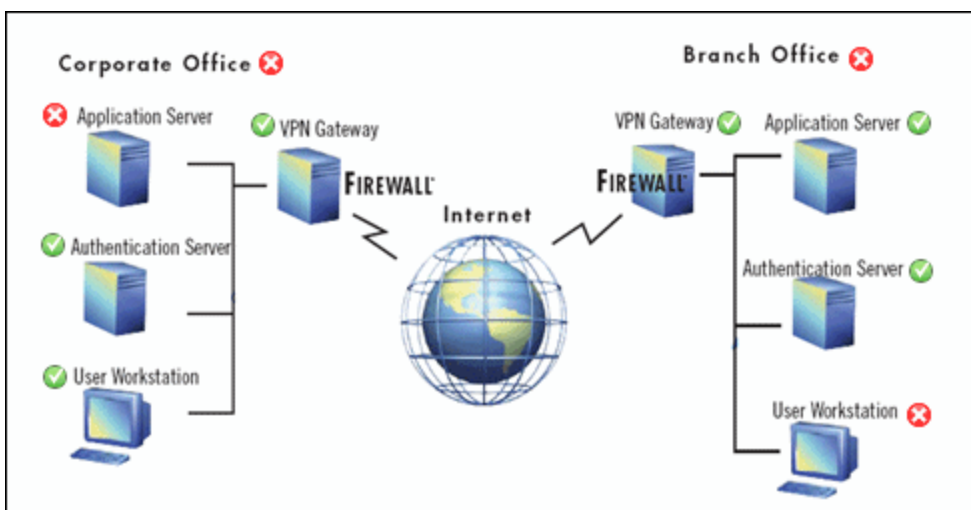 Corporate Office
Branch Office
Application Server
VPN Gateway
VPN Gateway
Application Server
FIREWALL
FIREWALL
Internet
Authentication Server
Authentication Server
User Workstation
User Workstation